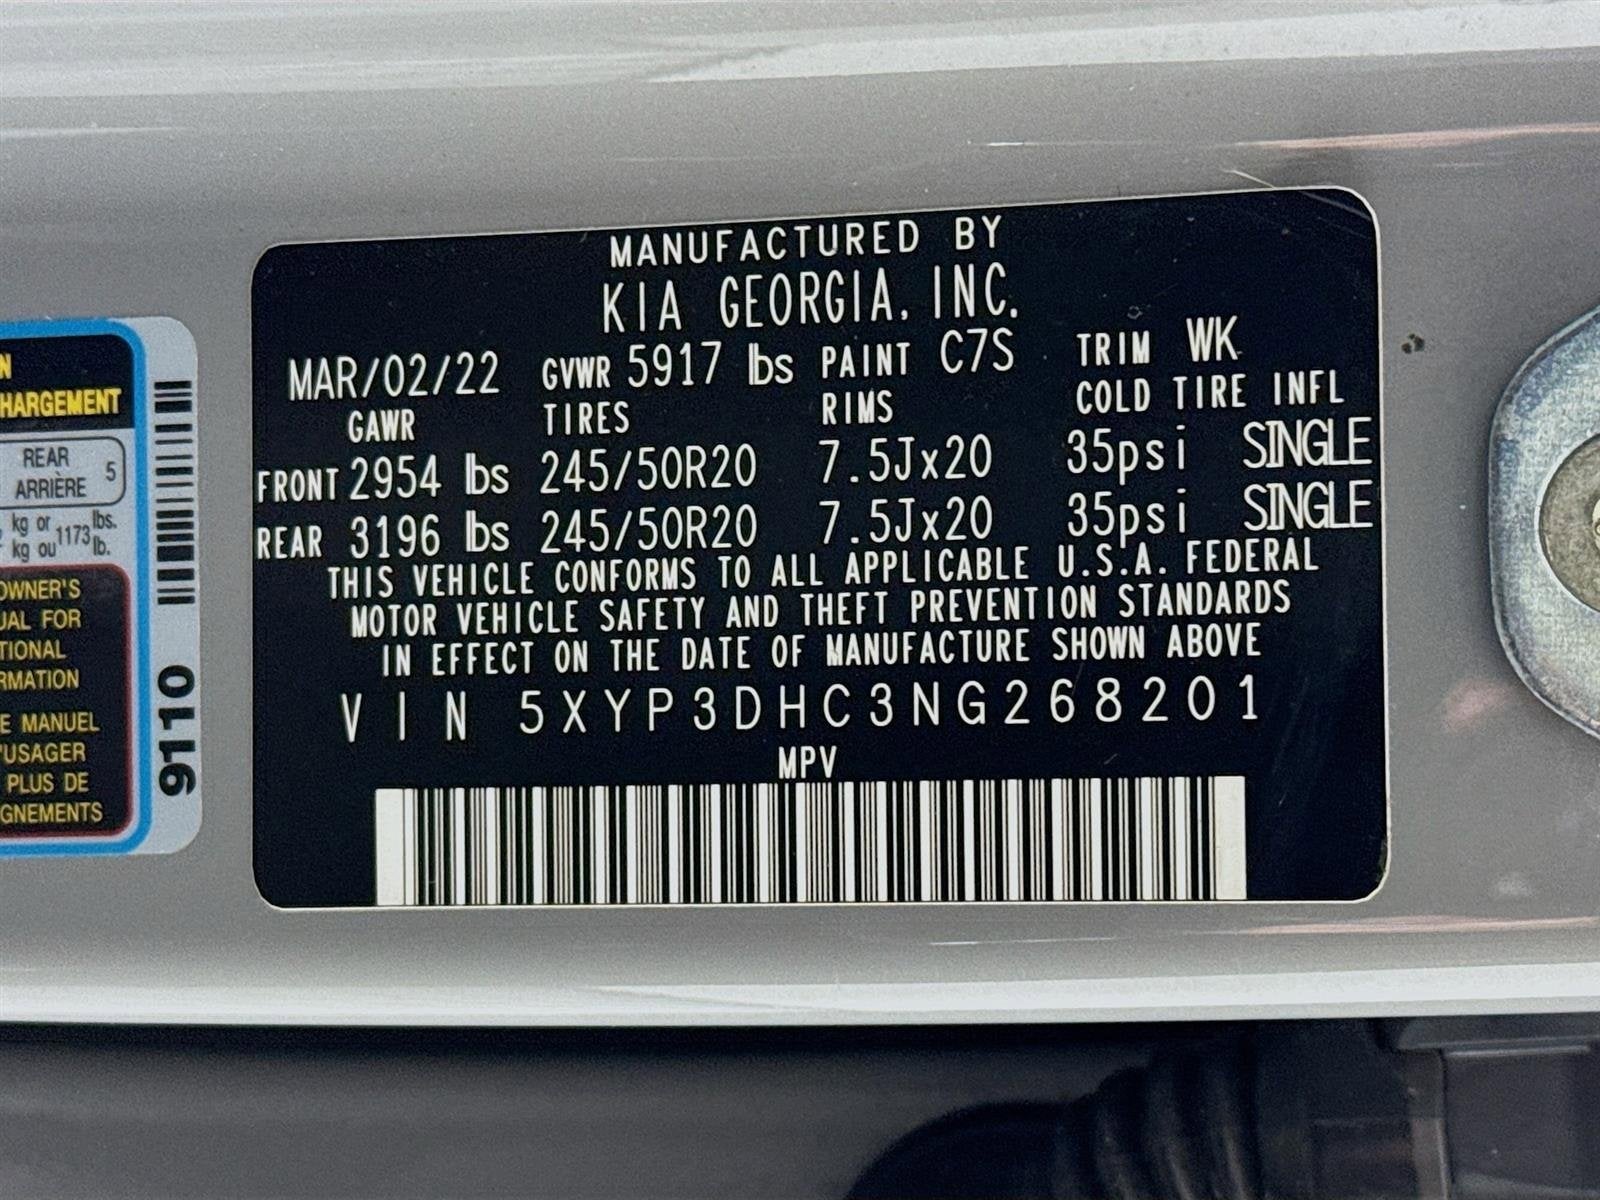 MANUFACTURED BY
KIA GEORGIA, INC.
MAR/02/22 GVWR 5917 lbs PAINT C7S TRIM WK
GAWR TIRES RIMS COLD TIRE INFL
FRONT 2954 lbs 245/50R20 7.5Jx20 35psi SINGLE
REAR 3196 lbs 245/50R20 7.5Jx20 35psi SINGLE
THIS VEHICLE CONFORMS TO ALL APPLICABLE U.S.A. FEDERAL
MOTOR VEHICLE SAFETY AND THEFT PREVENTION STANDARDS
IN EFFECT ON THE DATE OF MANUFACTURE SHOWN ABOVE
VIN 5XYP3DHC3NG268201
MPV
HARGEMENT
REAR
ARRIÈRE 5
kg or 1173 lbs.
kg ou lb.
OWNER'S
UAL FOR
TIONAL
RMATION
E MANUEL
'USAGER
PLUS DE
GNEMENTS
9110